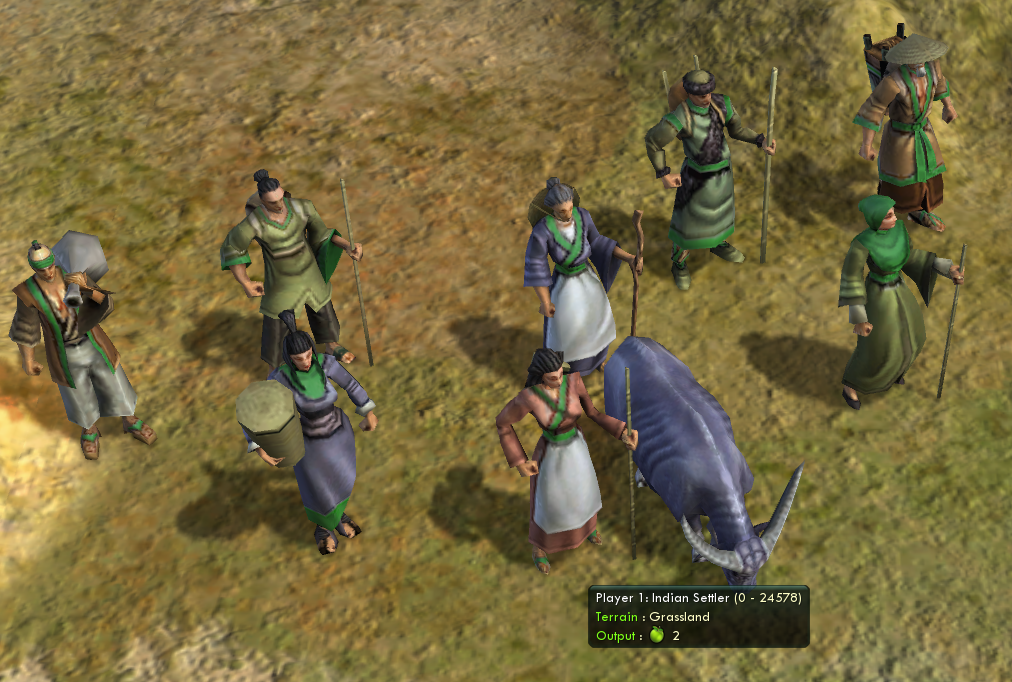 Player 1: Indian Settler (0 - 24578)
Terrain : Grassland
Output : 2